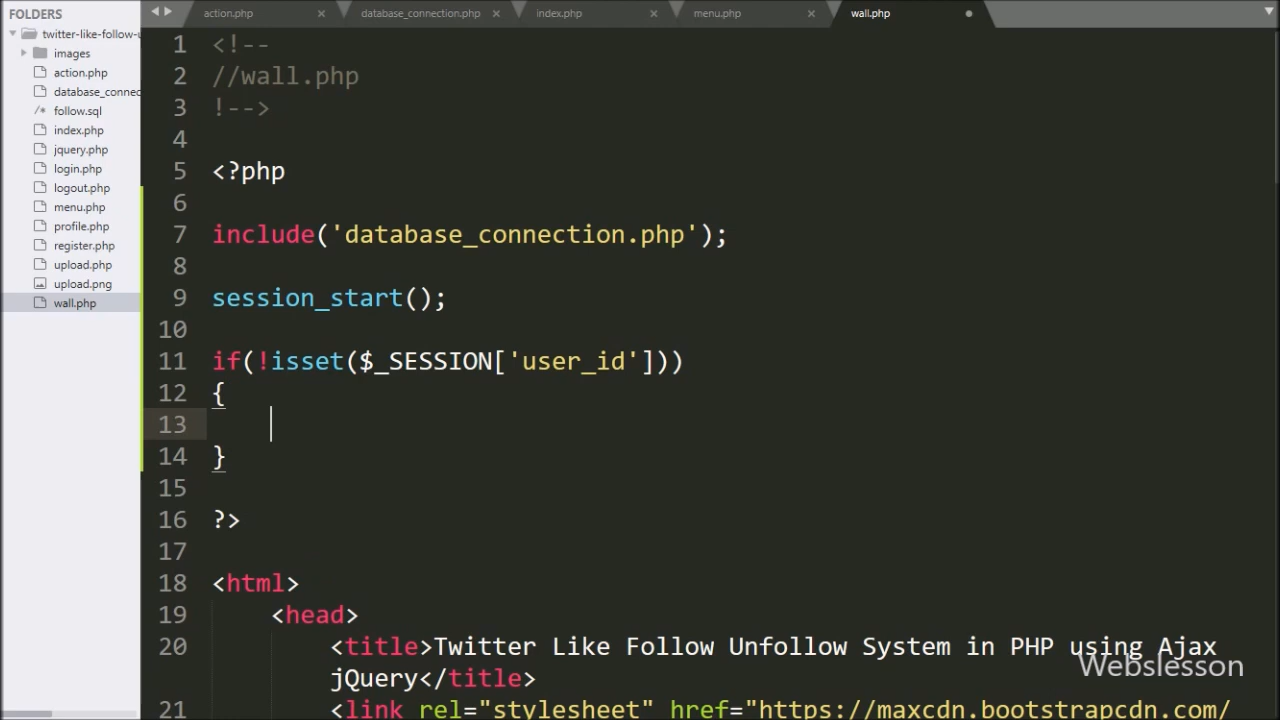 FOLDERS
twitter-like-follow-u
images
action.php
database_connec
follow.sql
index.php
jquery.php
login.php
logout.php
menu.php
profile.php
register.php
upload.php
upload.png
wall.php
action.php × database_connection.php × index.php × menu.php × wall.php
1 <!--
2 //wall.php
3 !-->
4
5 <?php
6
7 include('database_connection.php');
8
9 session_start();
10
11 if(!isset($_SESSION['user_id']))
12 {
13
14 }
15
16 ?>
17
18 <html>
19 <head>
20 <title>Twitter Like Follow Unfollow System in PHP using Ajax
jQuery</title>
21 <link rel="stylesheet" href="https://maxcdn.bootstrapcdn.com/
Webslesson